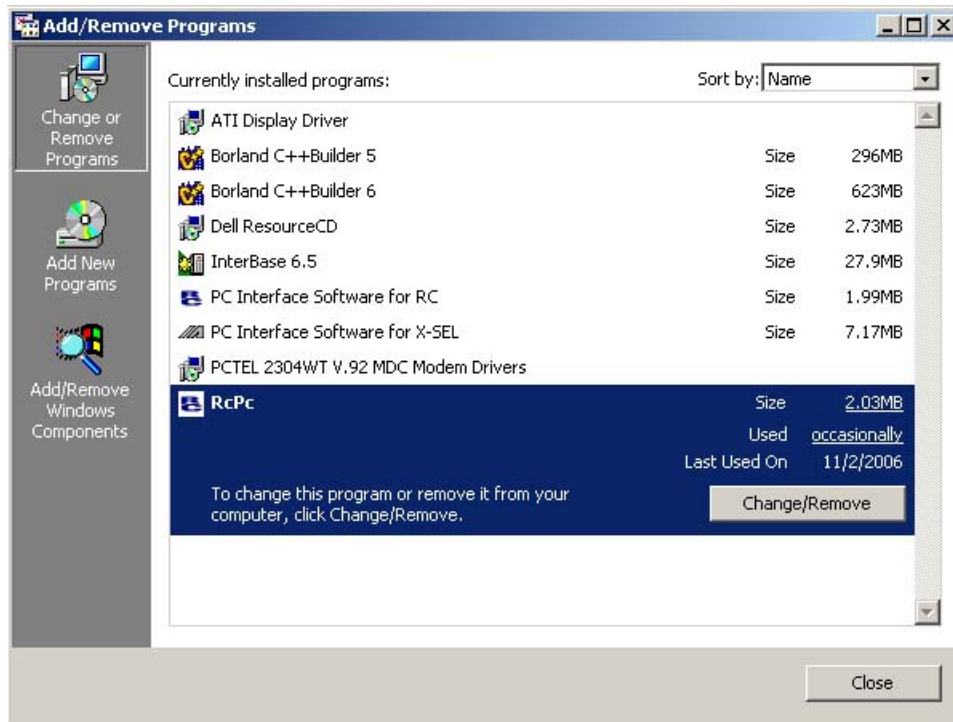 Add/Remove Programs
Change or
Remove
Programs
Add New
Programs
Add/Remove
Windows
Components
Currently installed programs:
Sort by: Name
ATI Display Driver
Borland C++Builder 5 Size 296MB
Borland C++Builder 6 Size 623MB
Dell ResourceCD Size 2.73MB
InterBase 6.5 Size 27.9MB
PC Interface Software for RC Size 1.99MB
PC Interface Software for X-SEL Size 7.17MB
PCTEL 2304WT V.92 MDC Modem Drivers
RcPc Size 2.03MB
Used occasionally
Last Used On 11/2/2006
To change this program or remove it from your
computer, click Change/Remove.
Change/Remove
Close